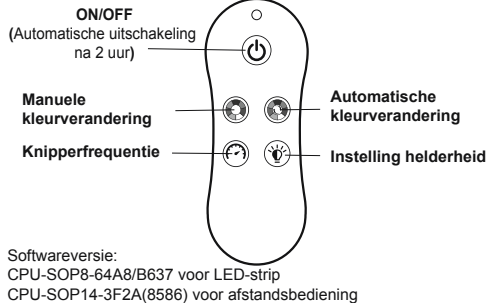 ON/OFF
(Automatische uitschakeling
na 2 uur)
Manuele
kleurverandering
Automatische
kleurverandering
Knipperfrequentie
Instelling helderheid
Softwareversie:
CPU-SOP8-64A8/B637 voor LED-strip
CPU-SOP14-3F2A(8586) voor afstandsbediening